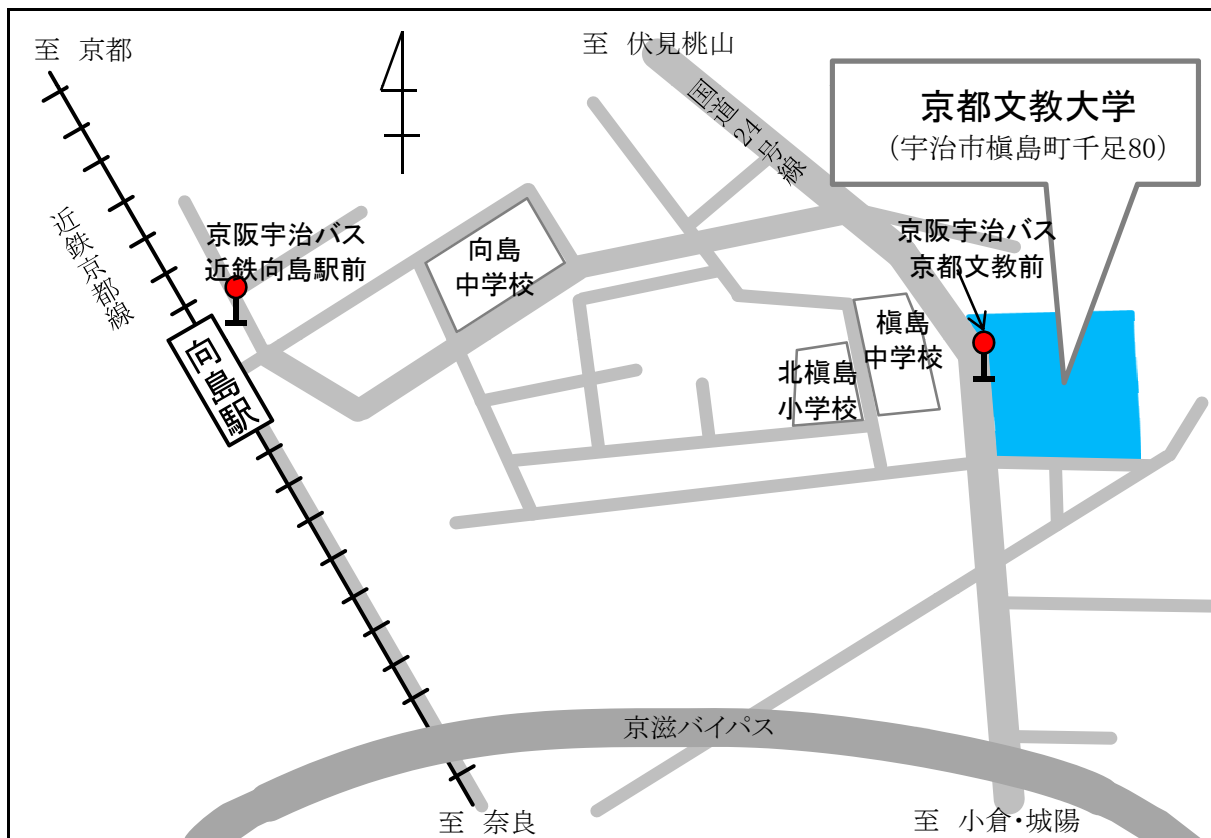 至 京都
至 伏見桃山
国道24号線
京都文教大学
（宇治市槇島町千足80）
近鉄京都線
京阪宇治バス
近鉄向島駅前
向島
中学校
京阪宇治バス
京都文教前
向島駅
槇島
中学校
北槇島
小学校
京滋バイパス
至 奈良
至 小倉・城陽